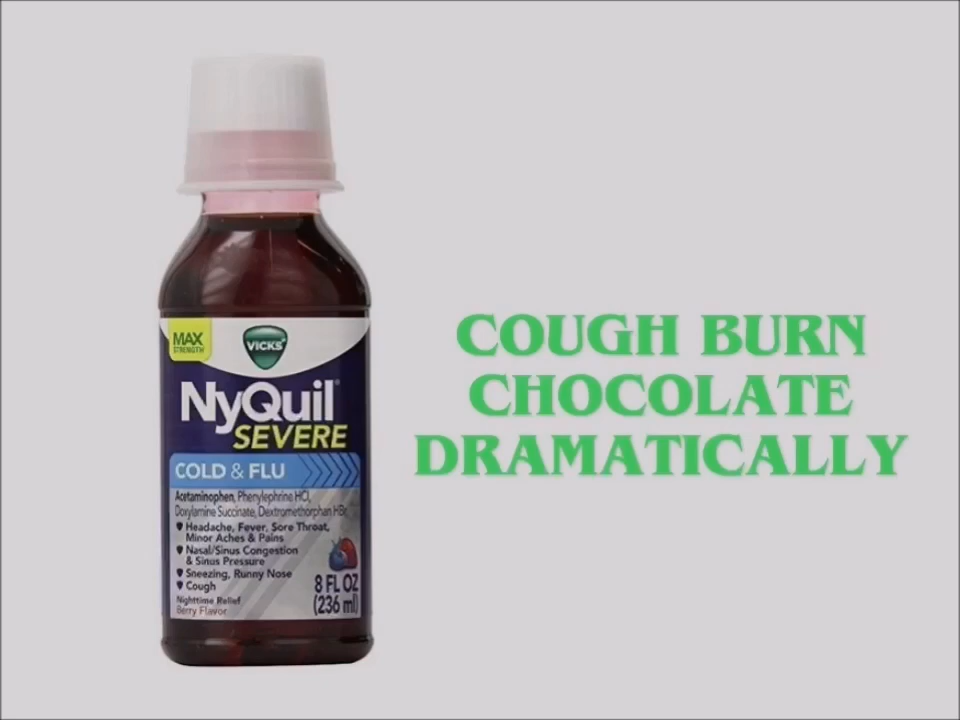 MAX
STRENGTH
VICKS
NyQuil
SEVERE
COLD & FLU
Acetaminophen, Phenylephrine HCl,
Doxylamine Succinate, Dextromethorphan HBr
Headache, Fever, Sore Throat,
Minor Aches & Pains
Nasal/Sinus Congestion
& Sinus Pressure
Sneezing, Runny Nose
Cough
Nighttime Relief
Berry Flavor
8 FL OZ
(236 ml)
COUGH BURN
CHOCOLATE
DRAMATICALLY